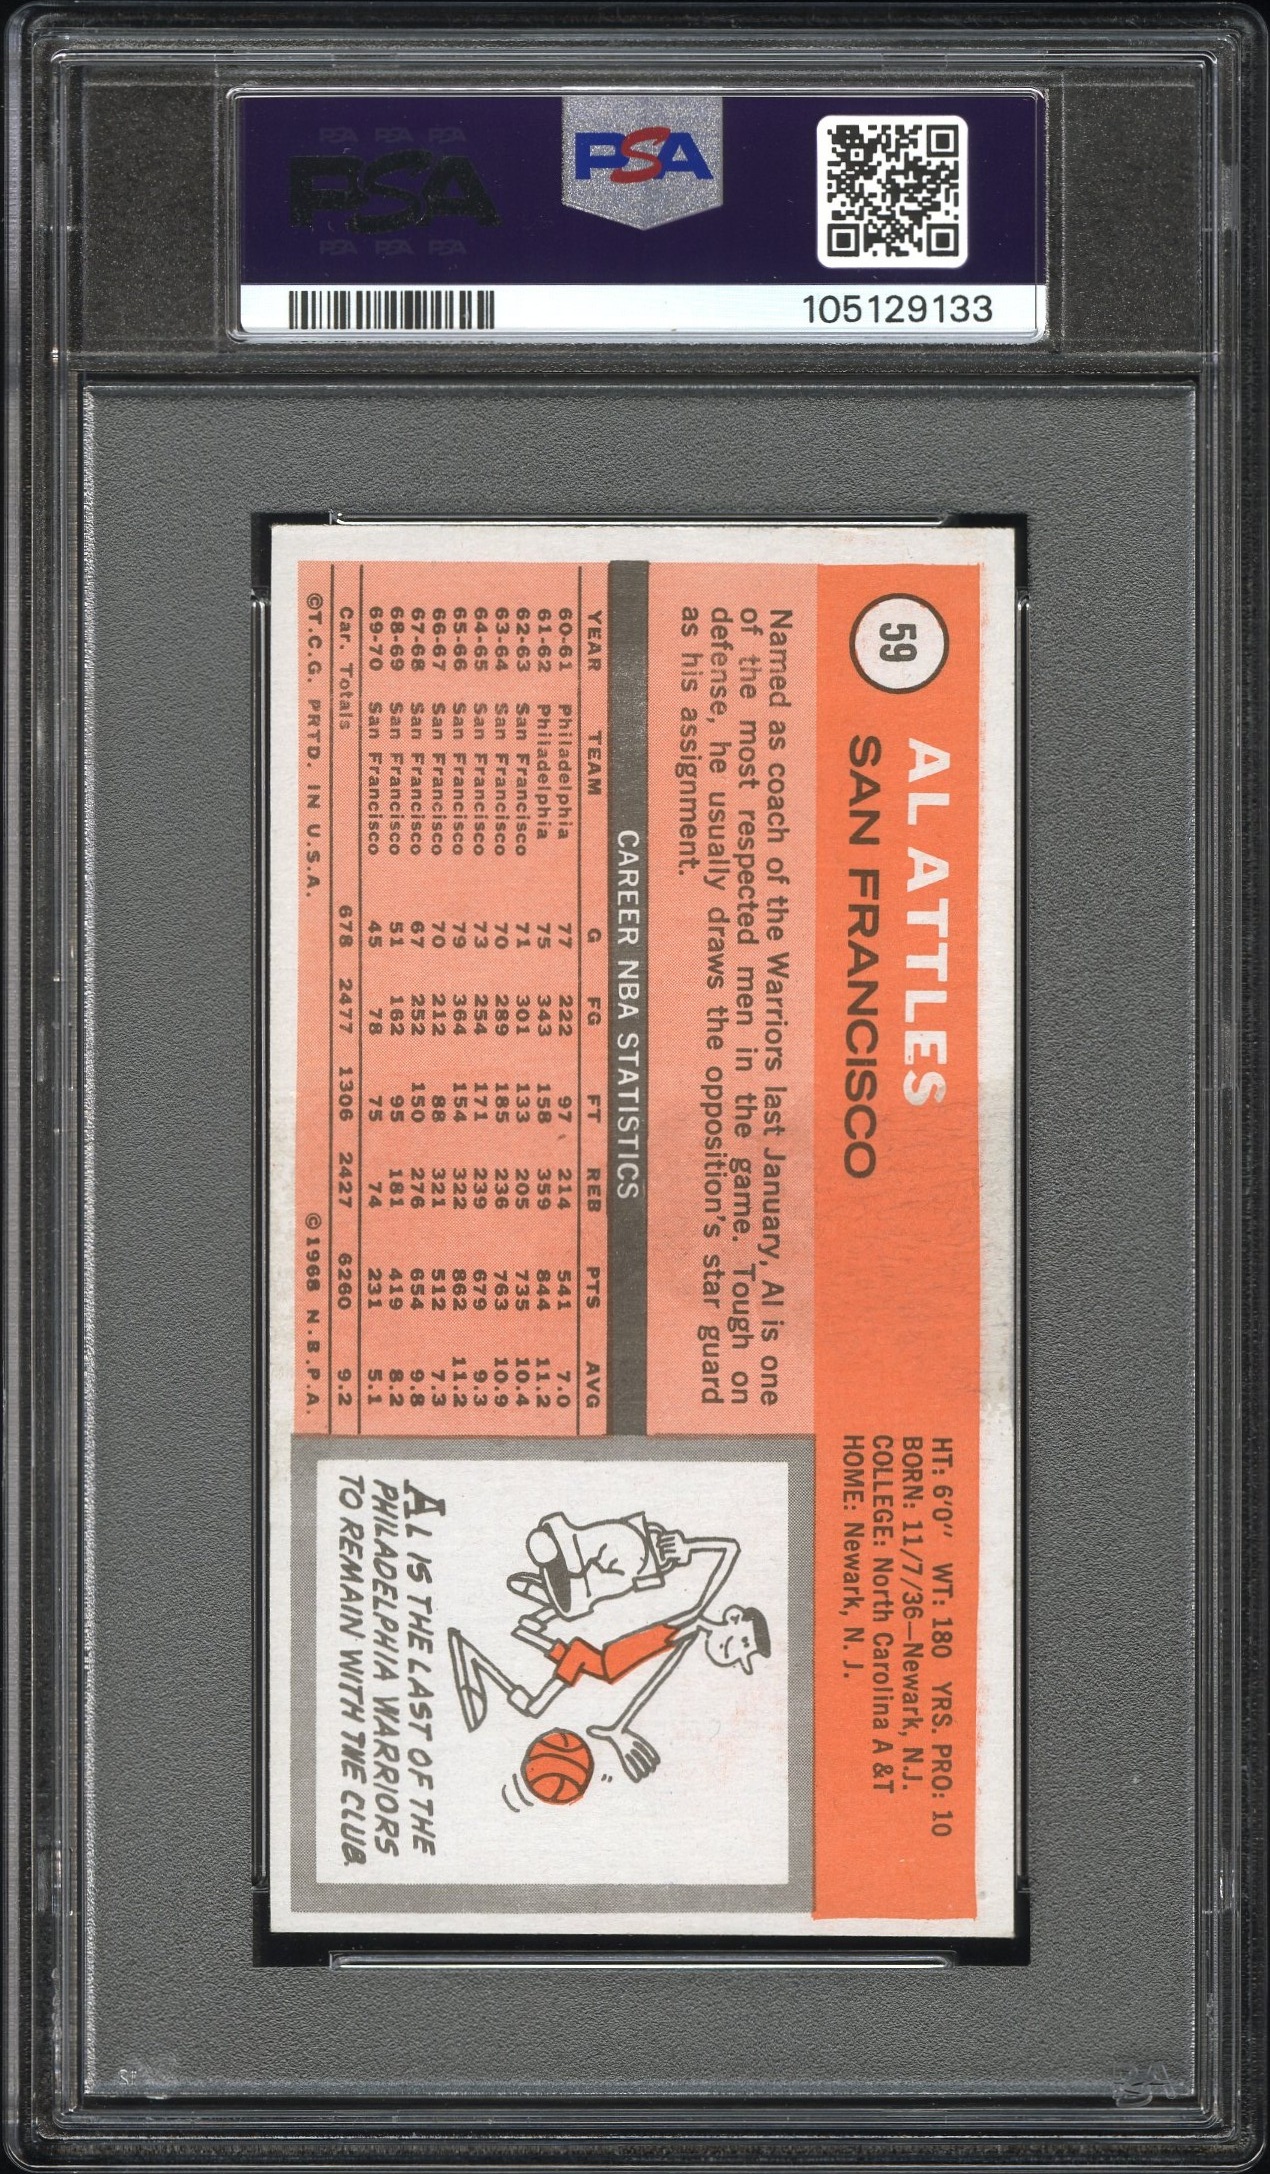 PSA PSA PSA
PSA
PSA PSA PSA
PSA
105129133
59
AL ATTLES
SAN FRANCISCO
HT: 6'0" WT: 180 YRS. PRO: 10
BORN: 11/7/36—Newark, N.J.
COLLEGE: North Carolina A &T
HOME: Newark, N. J.
Named as coach of the Warriors last January, Al is one
of the most respected men in the game. Tough on
defense, he usually draws the opposition's star guard
as his assignment.
CAREER NBA STATISTICS
YEAR TEAM G FG FT REB PTS AVG
60-61 Philadelphia 77 222 97 214 541 7.0
61-62 Philadelphia 75 343 158 359 844 11.2
62-63 San Francisco 71 301 133 205 735 10.4
63-64 San Francisco 70 289 185 236 763 10.9
64-65 San Francisco 73 254 171 239 679 9.3
65-66 San Francisco 79 364 154 322 862 11.2
66-67 San Francisco 70 212 88 321 512 7.3
67-68 San Francisco 67 252 150 276 654 9.8
68-69 San Francisco 51 162 95 181 419 8.2
69-70 San Francisco 45 78 75 74 231 5.1
Car. Totals 678 2477 1306 2427 6260 9.2
©T.C.G. PRTD. IN U.S.A. ©1968 N.B.P.A.
AL IS THE LAST OF THE
PHILADELPHIA WARRIORS
TO REMAIN WITH THE CLUB.
PSA